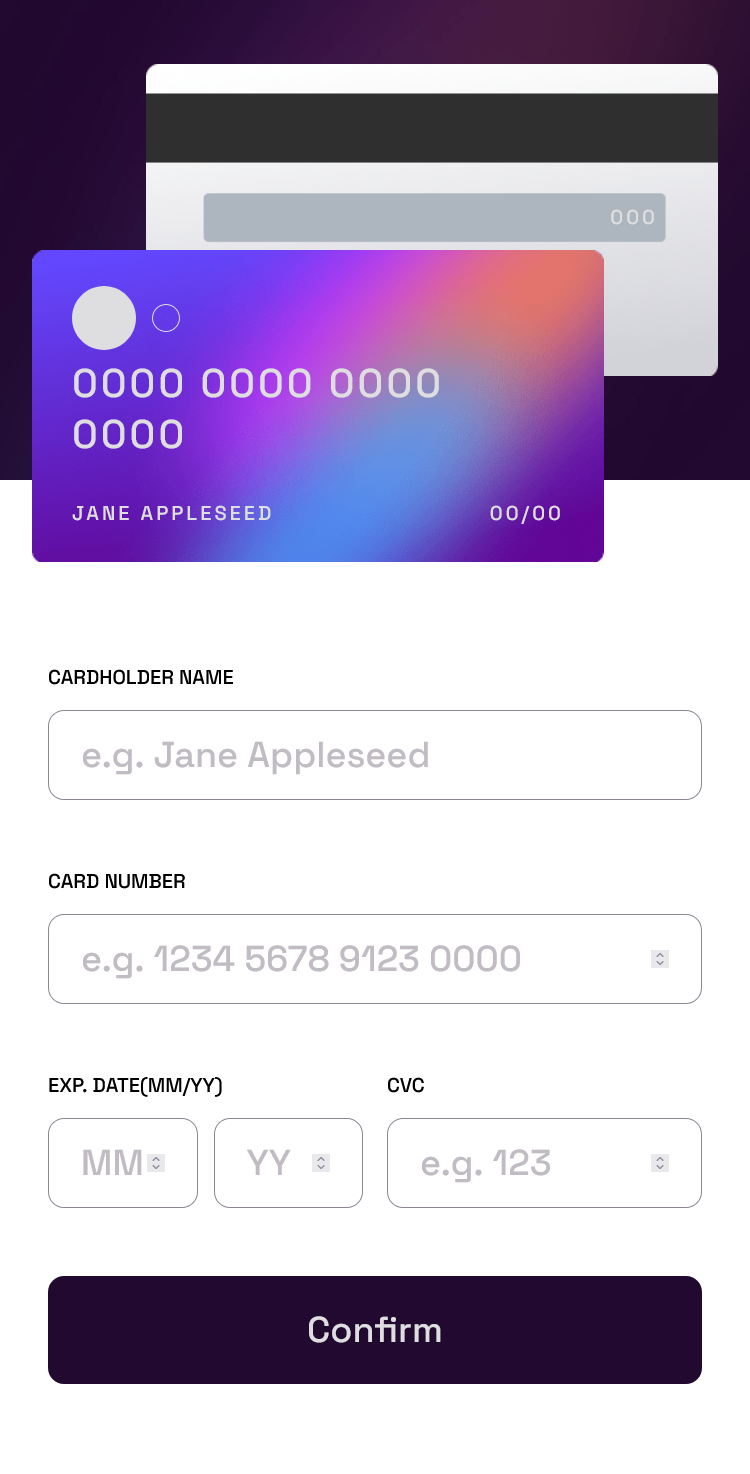 000
0000 0000 0000
0000
JANE APPLESEED 00/00
CARDHOLDER NAME
e.g. Jane Appleseed
CARD NUMBER
e.g. 1234 5678 9123 0000
EXP. DATE(MM/YY) CVC
MM YY e.g. 123
Confirm